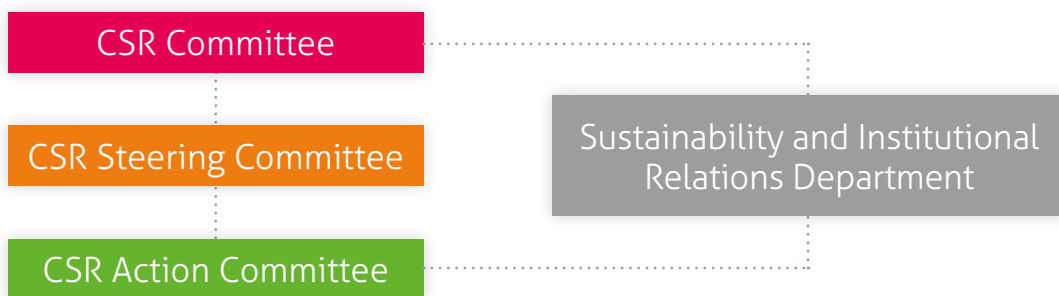 CSR Committee
CSR Steering Committee
CSR Action Committee
Sustainability and Institutional
Relations Department